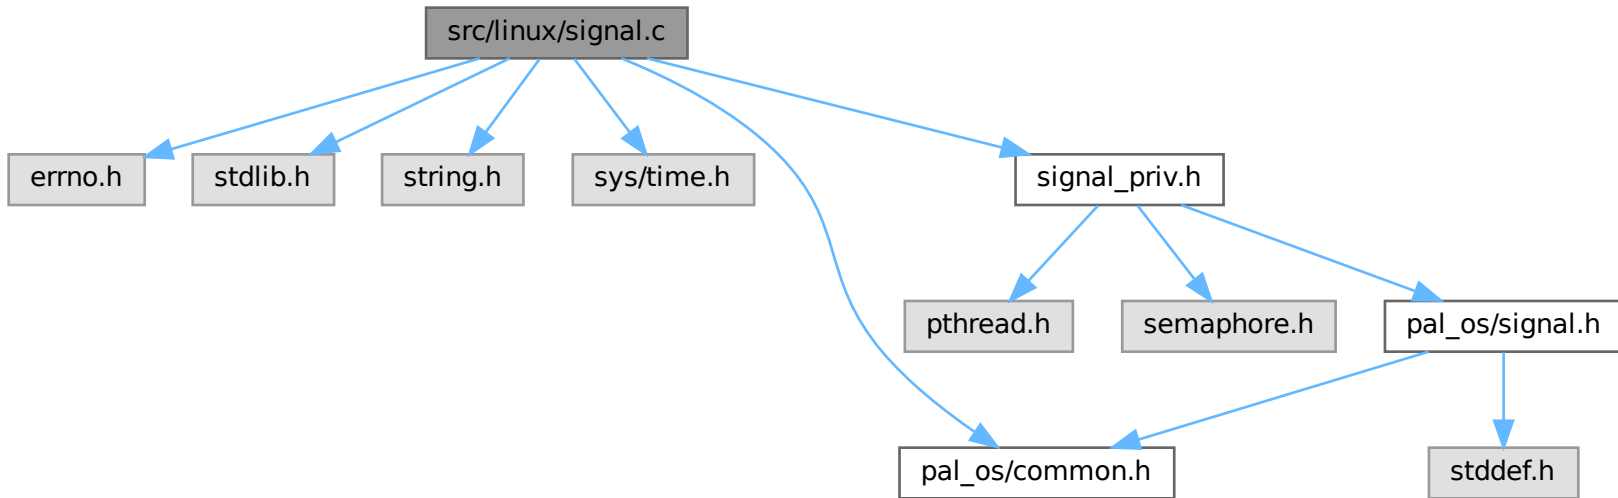 src/linux/signal.c
errno.h
stdlib.h
string.h
sys/time.h
signal_priv.h
pthread.h
semaphore.h
pal_os/signal.h
pal_os/common.h
stddef.h